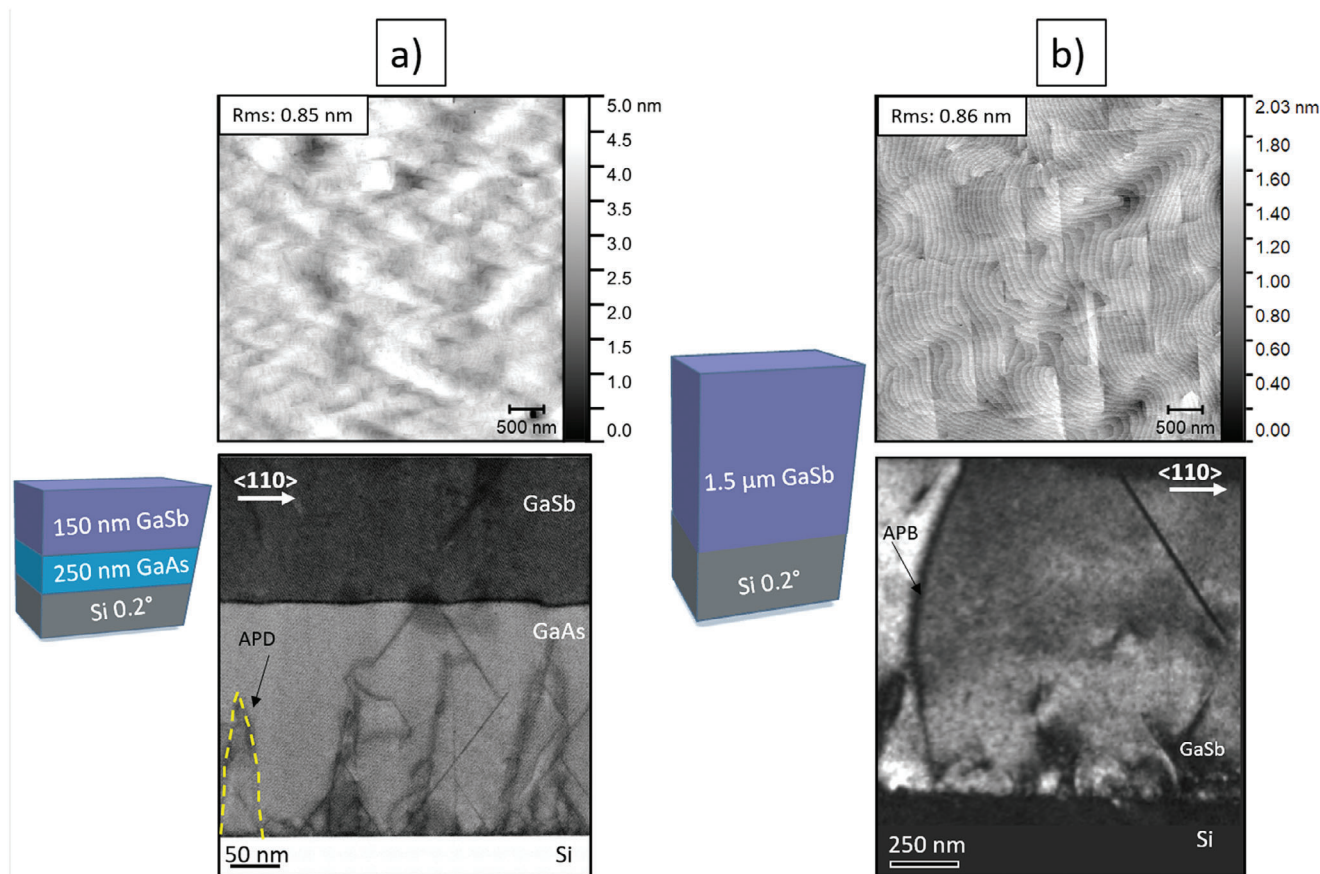 a)
Rms: 0.85 nm
5.0 nm
4.5
4.0
3.5
3.0
2.5
2.0
1.5
1.0
0.0
500 nm
150 nm GaSb
250 nm GaAs
Si 0.2°
<110>
GaSb
GaAs
APD
50 nm
Si
b)
Rms: 0.86 nm
2.03 nm
1.80
1.60
1.40
1.20
1.00
0.80
0.60
0.40
0.00
500 nm
1.5 µm GaSb
Si 0.2°
<110>
APB
GaSb
250 nm
Si